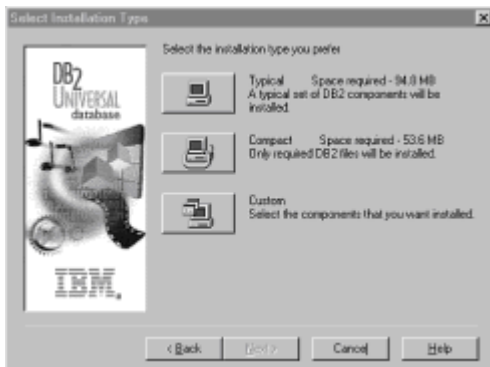 Select Installation Type
Select the installation type you prefer
DB2
UNIVERSAL
database
IBM.
Typical Space required - 94.8 MB
A typical set of DB2 components will be
installed.
Compact Space required - 53.6 MB
Only required DB2 files will be installed.
Custom
Select the components that you want installed.
< Back
Next >
Cancel
Help